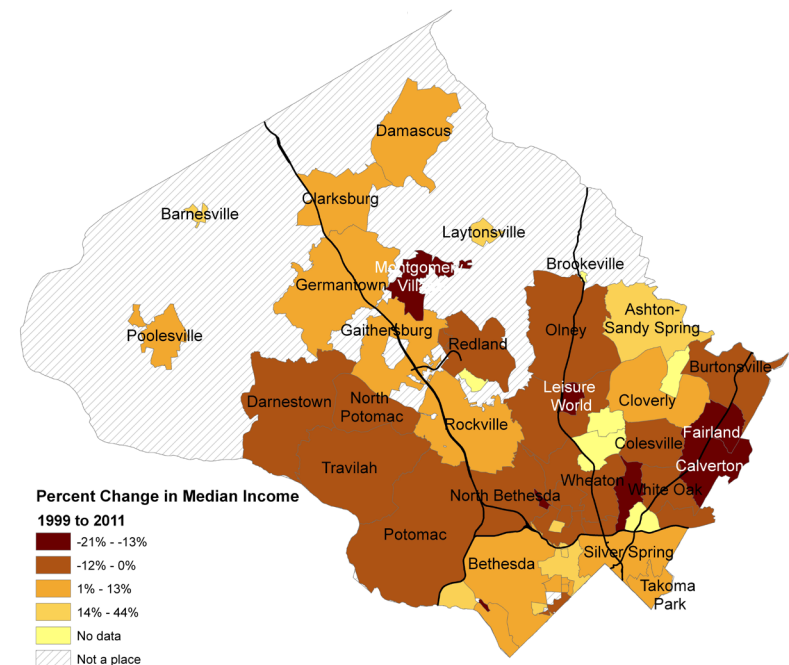 Damascus
Clarksburg
Barnesville
Laytonsville
Brookeville
Montgomery
Village
Germantown
Ashton-
Sandy Spring
Poolesville
Gaithersburg
Olney
Redland
Burtonsville
Leisure
World
Darnestown
North
Potomac
Cloverly
Rockville
Fairland
Colesville
Calverton
Travilah
Wheaton
White Oak
North Bethesda
Potomac
Silver Spring
Bethesda
Takoma
Park
Percent Change in Median Income
1999 to 2011
-21% - -13%
-12% - 0%
1% - 13%
14% - 44%
No data
Not a place